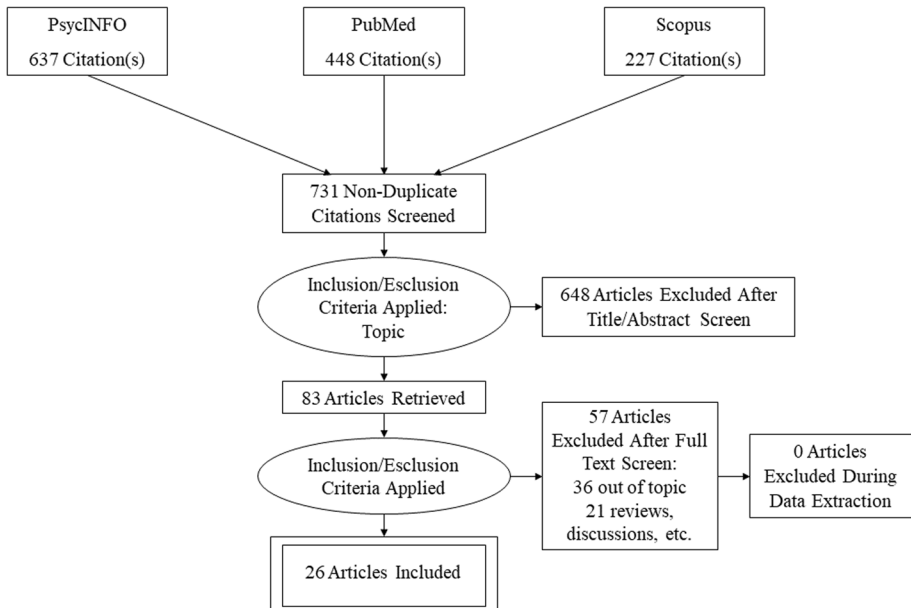 PsycINFO
637 Citation(s)
PubMed
448 Citation(s)
Scopus
227 Citation(s)
731 Non-Duplicate
Citations Screened
Inclusion/Esclusion
Criteria Applied:
Topic
648 Articles Excluded After
Title/Abstract Screen
83 Articles Retrieved
Inclusion/Esclusion
Criteria Applied
57 Articles
Excluded After Full
Text Screen:
36 out of topic
21 reviews,
discussions, etc.
0 Articles
Excluded During
Data Extraction
26 Articles Included